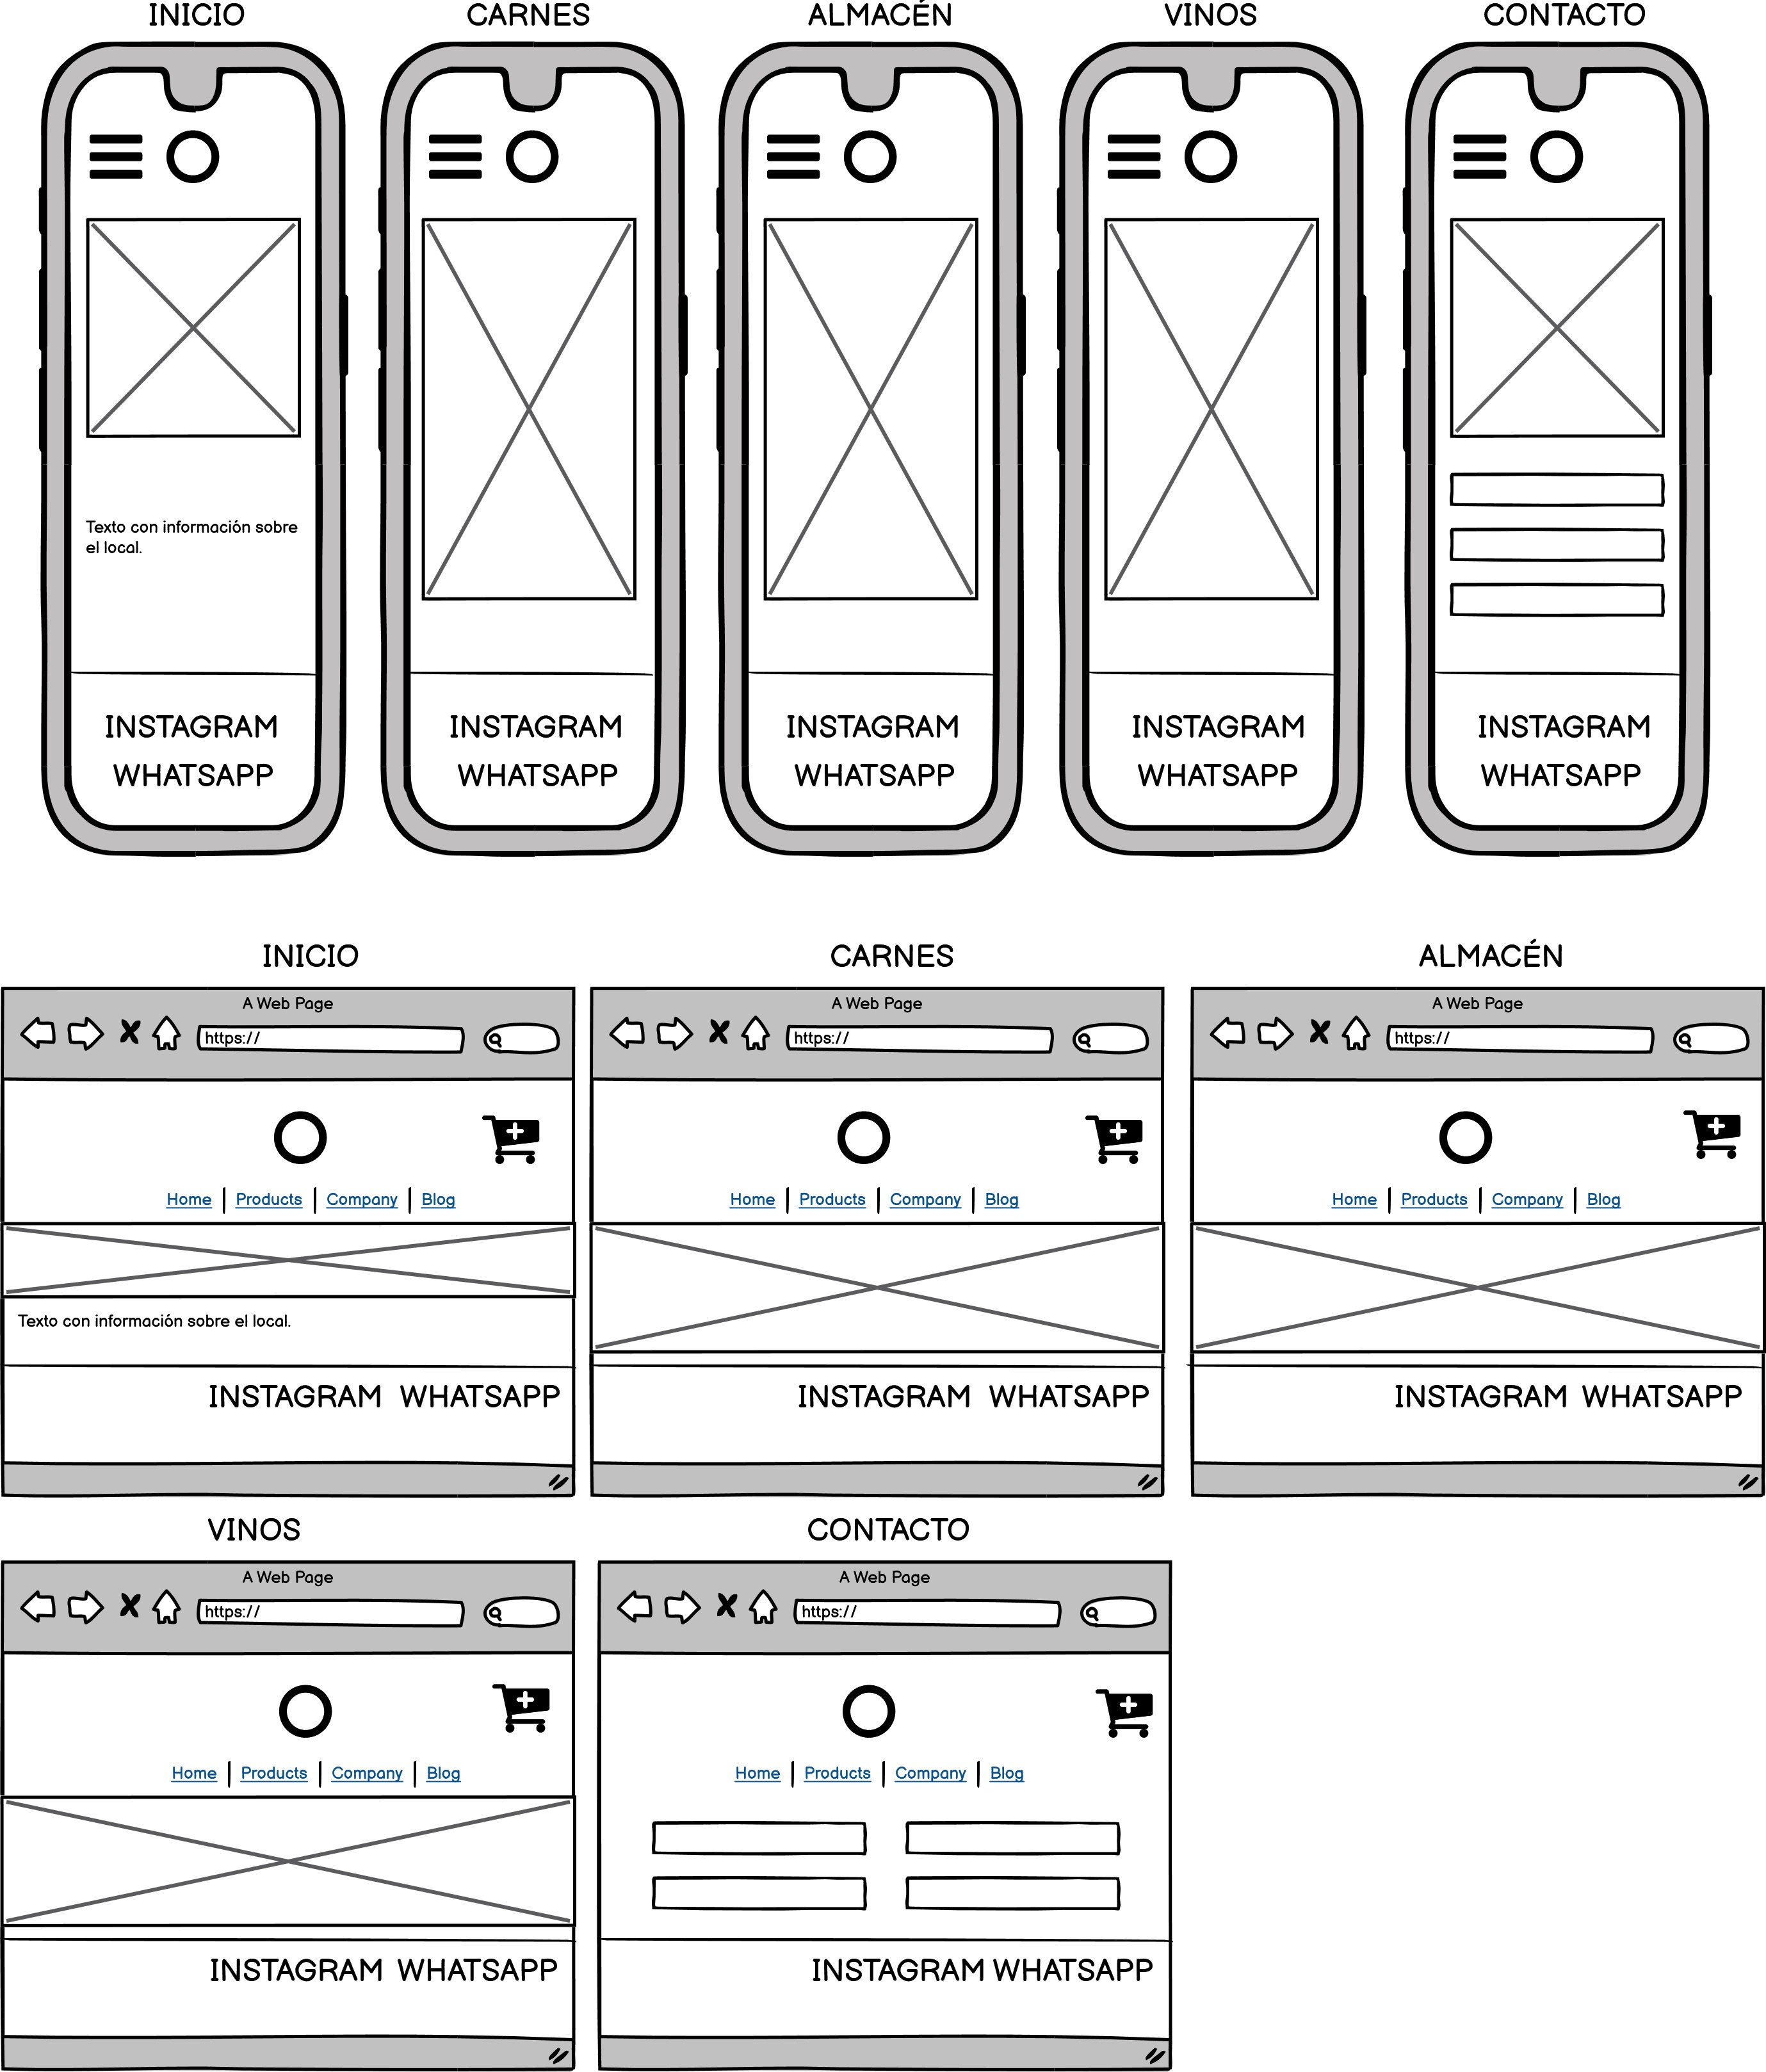 INICIO
CARNES
ALMACÉN
VINOS
CONTACTO
Texto con información sobre
el local.
INSTAGRAM
WHATSAPP
INSTAGRAM
WHATSAPP
INSTAGRAM
WHATSAPP
INSTAGRAM
WHATSAPP
INSTAGRAM
WHATSAPP
INICIO
A Web Page
https://
Home
Products
Company
Blog
Texto con información sobre el local.
INSTAGRAM WHATSAPP
CARNES
A Web Page
https://
Home
Products
Company
Blog
INSTAGRAM WHATSAPP
ALMACÉN
A Web Page
https://
Home
Products
Company
Blog
INSTAGRAM WHATSAPP
VINOS
A Web Page
https://
Home
Products
Company
Blog
INSTAGRAM WHATSAPP
CONTACTO
A Web Page
https://
Home
Products
Company
Blog
INSTAGRAM WHATSAPP